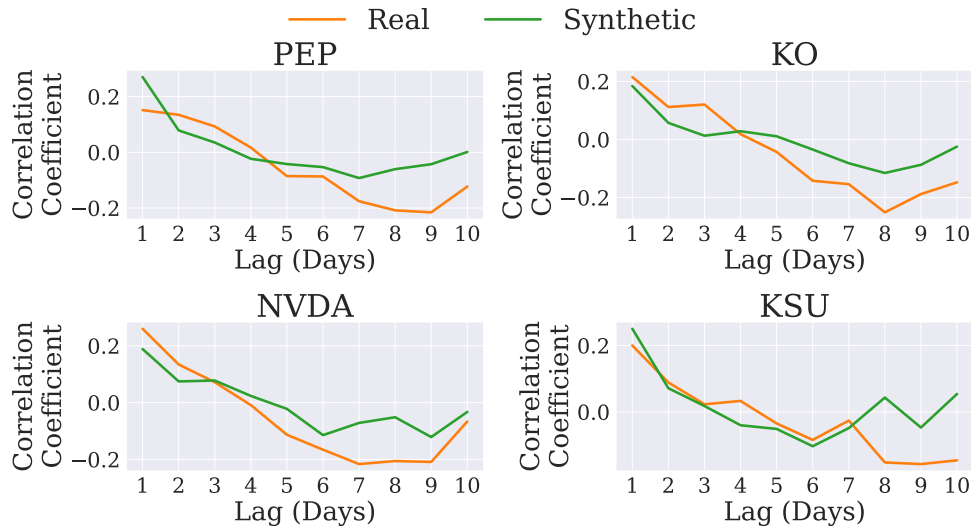 Real Synthetic
PEP
Correlation
Coefficient
0.2
0.0
−0.2
1 2 3 4 5 6 7 8 9 10
Lag (Days)
KO
Correlation
Coefficient
0.2
0.0
−0.2
1 2 3 4 5 6 7 8 9 10
Lag (Days)
NVDA
Correlation
Coefficient
0.2
0.0
−0.2
1 2 3 4 5 6 7 8 9 10
Lag (Days)
KSU
Correlation
Coefficient
0.2
0.0
1 2 3 4 5 6 7 8 9 10
Lag (Days)